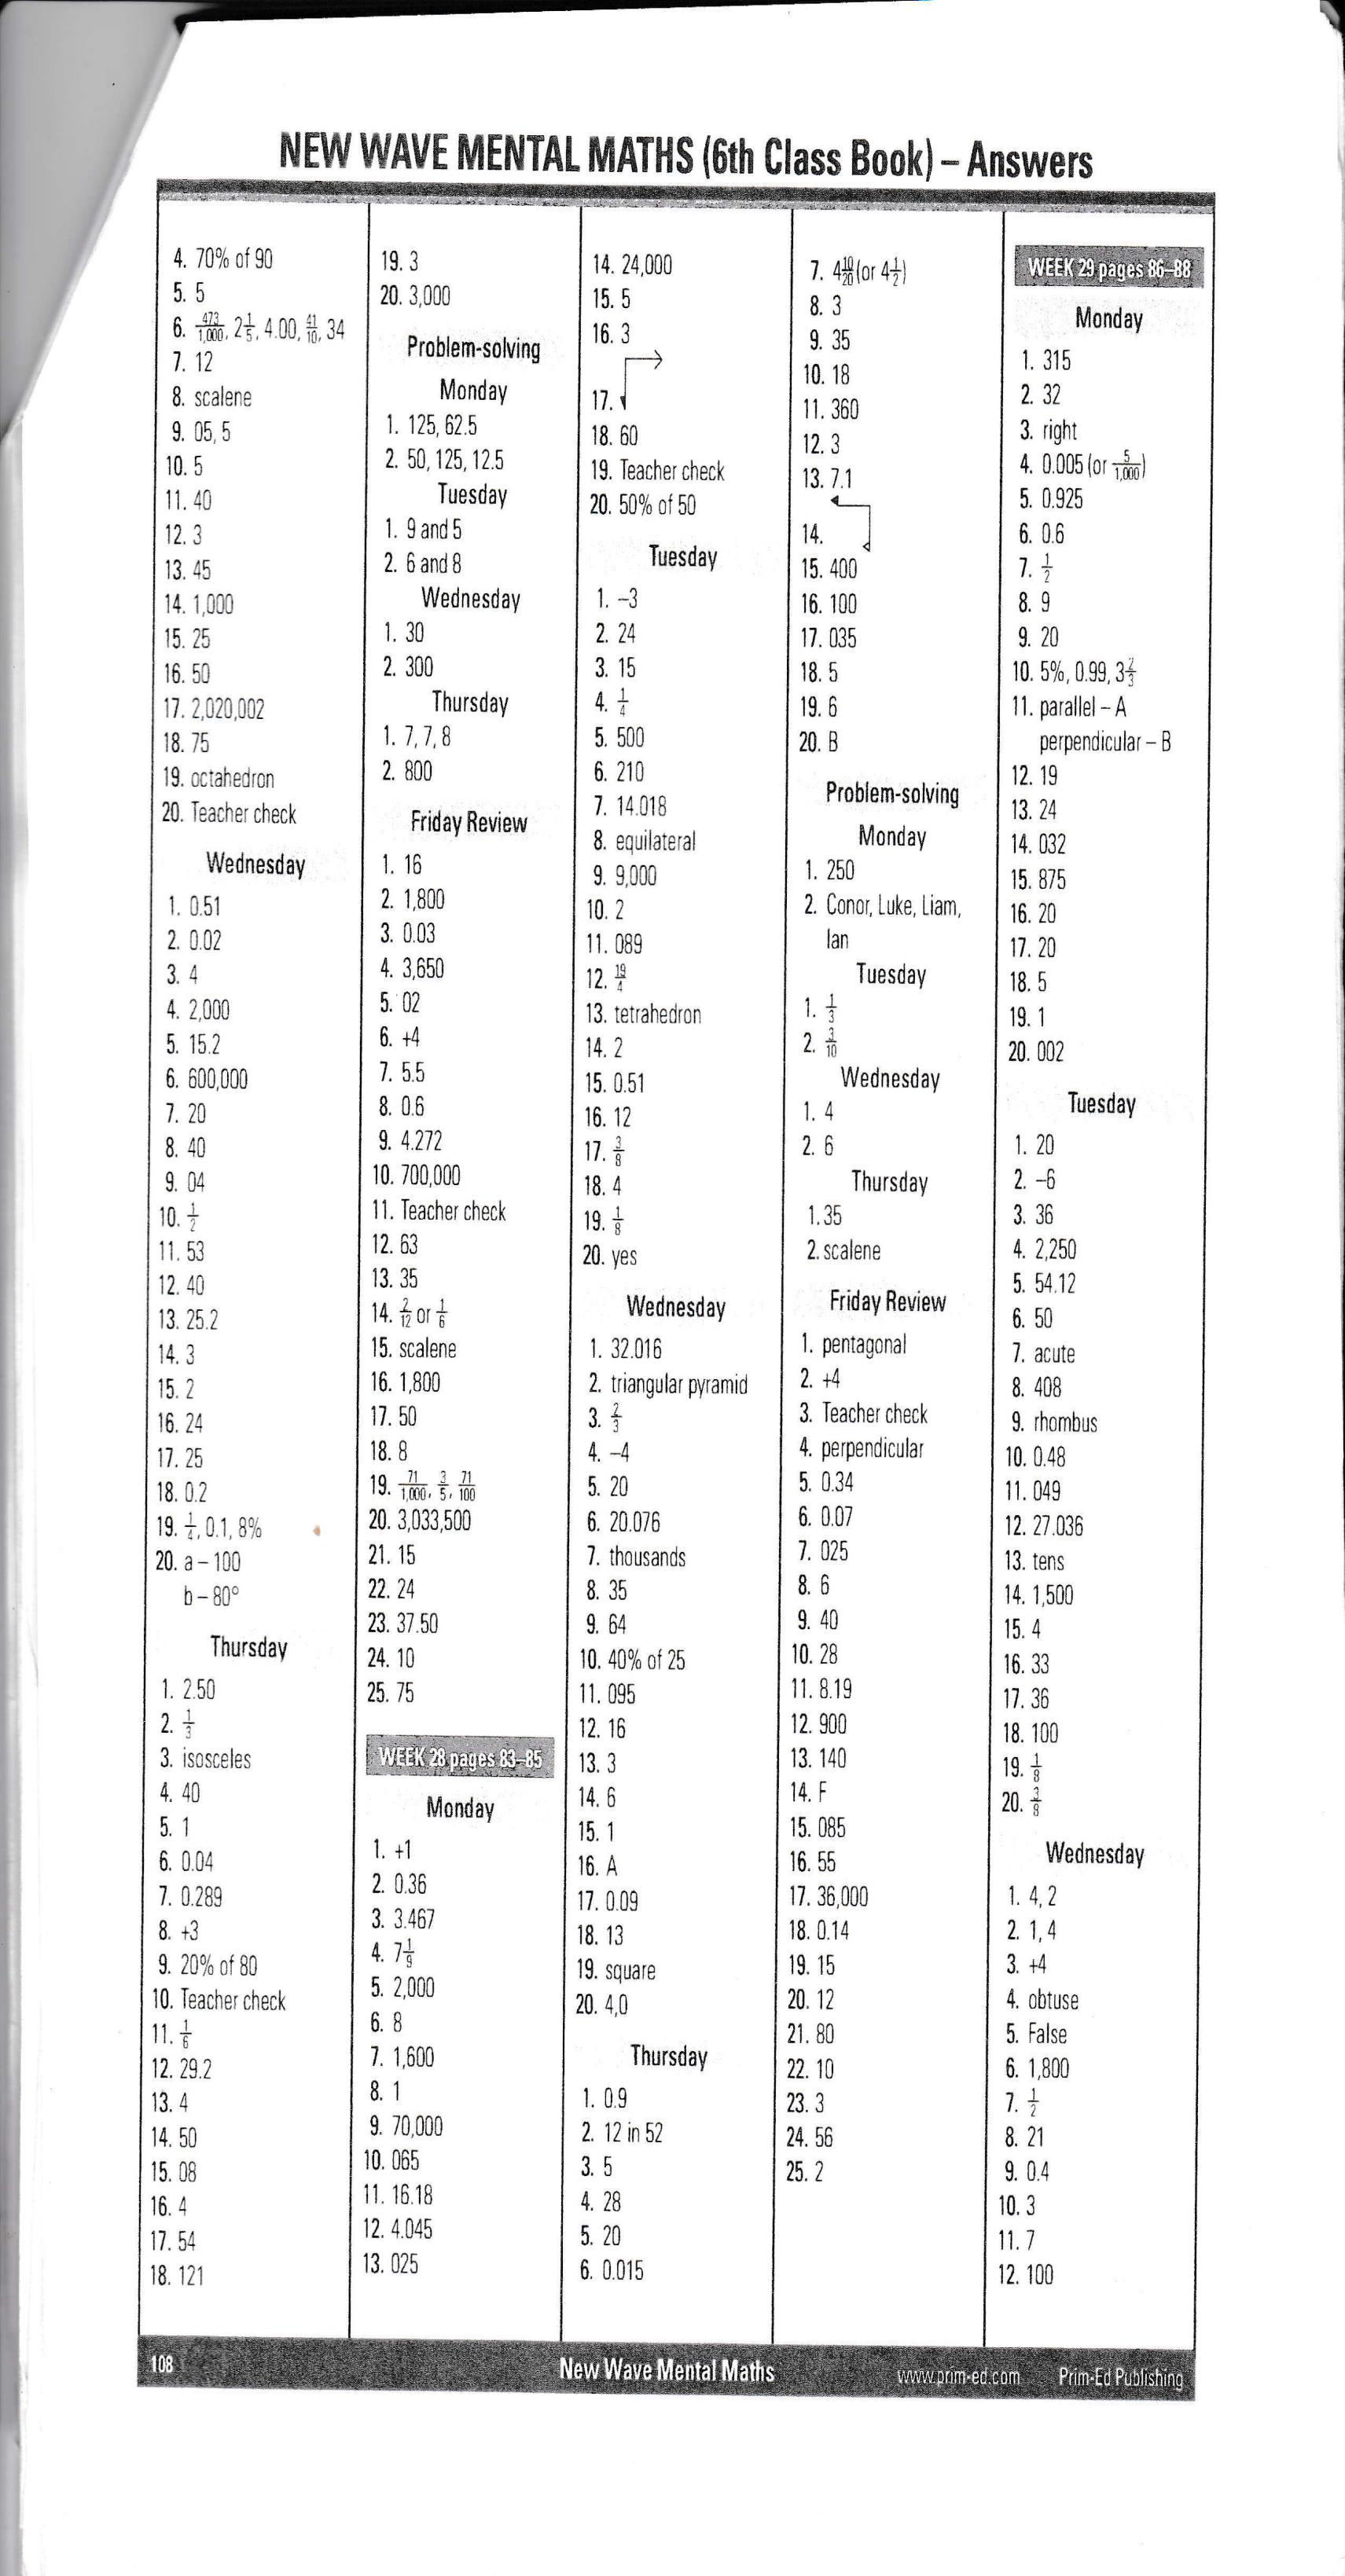 NEW WAVE MENTAL MATHS (6th Class Book) – Answers
4. 70% of 90
5. 5
6. 473/1,000, 2 1/5, 4.00, 41/10, 34
7. 12
8. scalene
9. 05, 5
10. 5
11. 40
12. 3
13. 45
14. 1,000
15. 25
16. 50
17. 2,020,002
18. 75
19. octahedron
20. Teacher check
Wednesday
1. 0.51
2. 0.02
3. 4
4. 2,000
5. 15.2
6. 600,000
7. 20
8. 40
9. 04
10. 1/2
11. 53
12. 40
13. 25.2
14. 3
15. 2
16. 24
17. 25
18. 0.2
19. 1/4, 0.1, 8%
20. a – 100
b – 80°
Thursday
1. 2.50
2. 1/3
3. isosceles
4. 40
5. 1
6. 0.04
7. 0.289
8. +3
9. 20% of 80
10. Teacher check
11. 1/6
12. 29.2
13. 4
14. 50
15. 08
16. 4
17. 54
18. 121
19. 3
20. 3,000
Problem-solving
Monday
1. 125, 62.5
2. 50, 125, 12.5
Tuesday
1. 9 and 5
2. 6 and 8
Wednesday
1. 30
2. 300
Thursday
1. 7, 7, 8
2. 800
Friday Review
1. 16
2. 1,800
3. 0.03
4. 3,650
5. 02
6. +4
7. 5.5
8. 0.6
9. 4.272
10. 700,000
11. Teacher check
12. 63
13. 35
14. 2/12 or 1/6
15. scalene
16. 1,800
17. 50
18. 8
19. 71/1,000, 3/5, 71/100
20. 3,033,500
21. 15
22. 24
23. 37.50
24. 10
25. 75
WEEK 28 pages 83–85
Monday
1. +1
2. 0.36
3. 3.467
4. 7 1/9
5. 2,000
6. 8
7. 1,600
8. 1
9. 70,000
10. 065
11. 16.18
12. 4.045
13. 025
14. 24,000
15. 5
16. 3
17.
18. 60
19. Teacher check
20. 50% of 50
Tuesday
1. –3
2. 24
3. 15
4. 1/4
5. 500
6. 210
7. 14.018
8. equilateral
9. 9,000
10. 2
11. 089
12. 19/4
13. tetrahedron
14. 2
15. 0.51
16. 12
17. 3/8
18. 4
19. 1/8
20. yes
Wednesday
1. 32.016
2. triangular pyramid
3. 2/3
4. –4
5. 20
6. 20.076
7. thousands
8. 35
9. 64
10. 40% of 25
11. 095
12. 16
13. 3
14. 6
15. 1
16. A
17. 0.09
18. 13
19. square
20. 4,0
Thursday
1. 0.9
2. 12 in 52
3. 5
4. 28
5. 20
6. 0.015
7. 4 10/20 (or 4 1/2)
8. 3
9. 35
10. 18
11. 360
12. 3
13. 7.1
14.
15. 400
16. 100
17. 035
18. 5
19. 6
20. B
Problem-solving
Monday
1. 250
2. Conor, Luke, Liam,
Ian
Tuesday
1. 1/3
2. 3/10
Wednesday
1. 4
2. 6
Thursday
1. 35
2. scalene
Friday Review
1. pentagonal
2. +4
3. Teacher check
4. perpendicular
5. 0.34
6. 0.07
7. 025
8. 6
9. 40
10. 28
11. 8.19
12. 900
13. 140
14. F
15. 085
16. 55
17. 36,000
18. 0.14
19. 15
20. 12
21. 80
22. 10
23. 3
24. 56
25. 2
WEEK 29 pages 86–88
Monday
1. 315
2. 32
3. right
4. 0.005 (or 5/1,000)
5. 0.925
6. 0.6
7. 1/2
8. 9
9. 20
10. 5%, 0.99, 3 2/3
11. parallel – A
perpendicular – B
12. 19
13. 24
14. 032
15. 875
16. 20
17. 20
18. 5
19. 1
20. 002
Tuesday
1. 20
2. –6
3. 36
4. 2,250
5. 54.12
6. 50
7. acute
8. 408
9. rhombus
10. 0.48
11. 049
12. 27.036
13. tens
14. 1,500
15. 4
16. 33
17. 36
18. 100
19. 1/8
20. 3/8
Wednesday
1. 4, 2
2. 1, 4
3. +4
4. obtuse
5. False
6. 1,800
7. 1/2
8. 21
9. 0.4
10. 3
11. 7
12. 100
108
New Wave Mental Maths
www.prim-ed.com
Prim-Ed Publishing